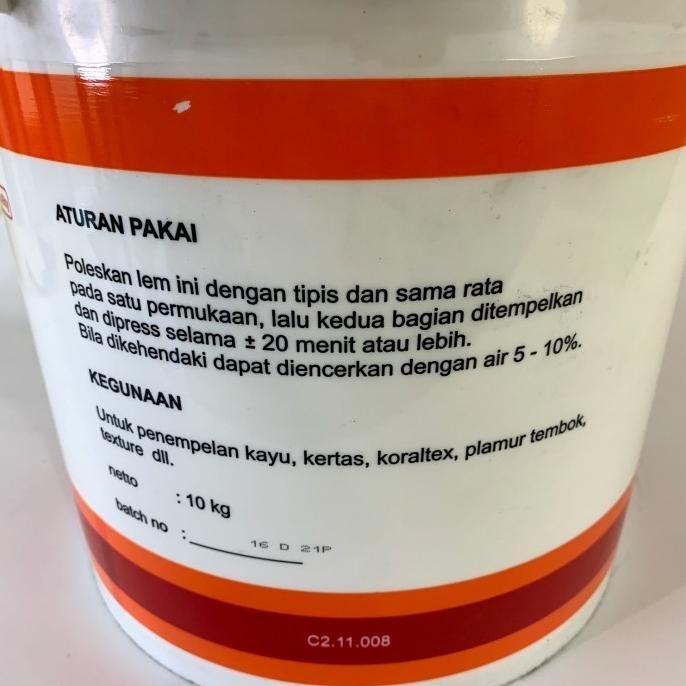 ATURAN PAKAI
Poleskan lem ini dengan tipis dan sama rata
pada satu permukaan, lalu kedua bagian ditempelkan
dan dipress selama ± 20 menit atau lebih.
Bila dikehendaki dapat diencerkan dengan air 5 - 10%.
KEGUNAAN
Untuk penempelan kayu, kertas, koraltex, plamur tembok,
texture dll.
netto : 10 kg
batch no : 16 D 21P
C2.11.008